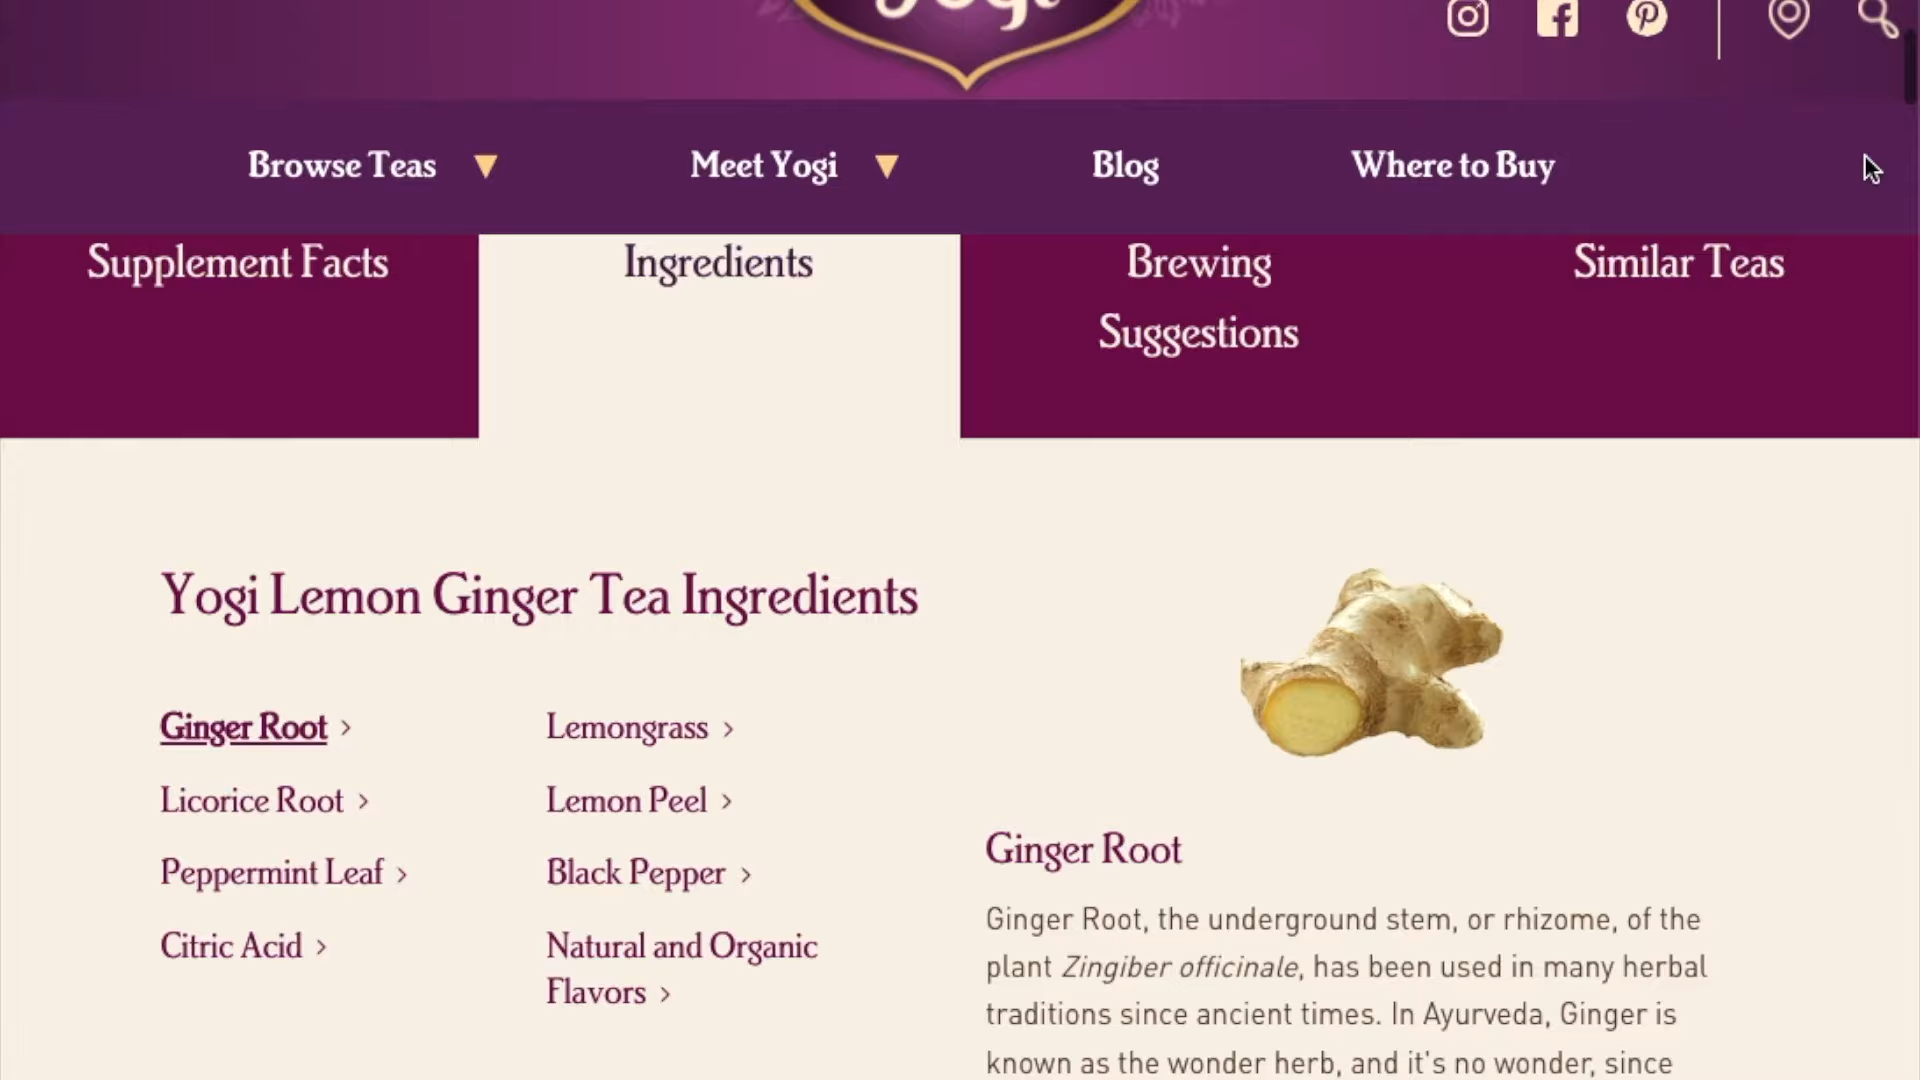 Yogi
Browse Teas ▼ Meet Yogi ▼ Blog Where to Buy
Supplement Facts Ingredients Brewing Suggestions Similar Teas
Yogi Lemon Ginger Tea Ingredients
Ginger Root >
Licorice Root >
Peppermint Leaf >
Citric Acid >
Lemongrass >
Lemon Peel >
Black Pepper >
Natural and Organic
Flavors >
Ginger Root
Ginger Root, the underground stem, or rhizome, of the
plant Zingiber officinale, has been used in many herbal
traditions since ancient times. In Ayurveda, Ginger is
known as the wonder herb, and it's no wonder, since